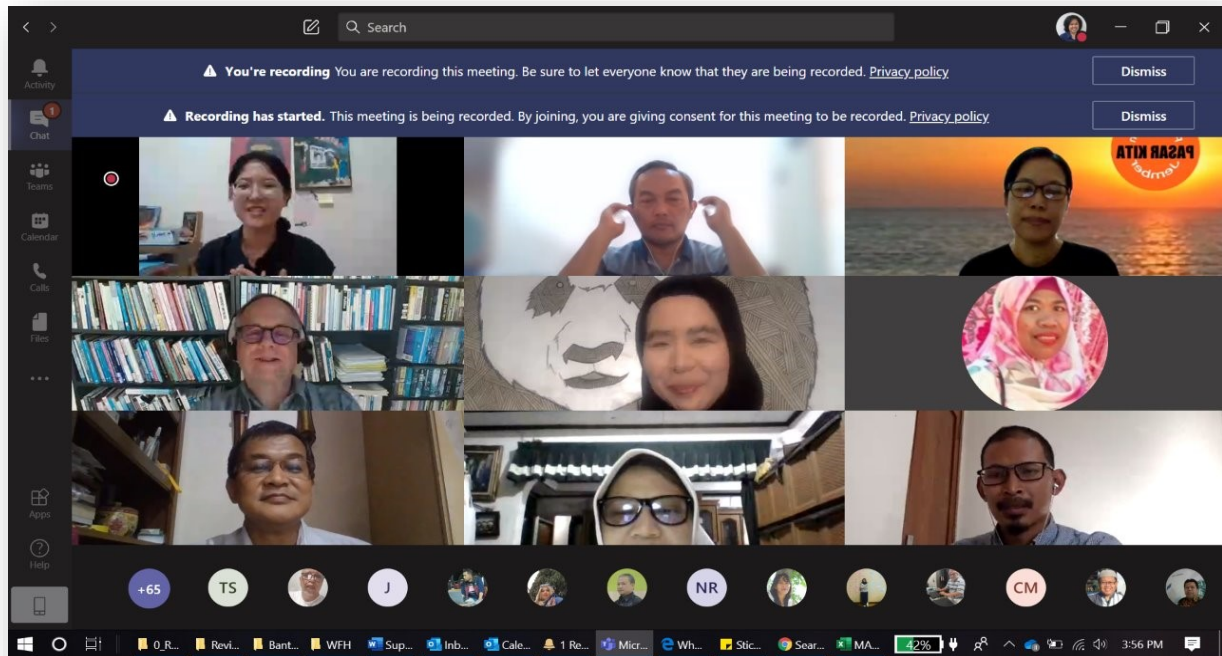 Search
You're recording You are recording this meeting. Be sure to let everyone know that they are being recorded. Privacy policy
Dismiss
Recording has started. This meeting is being recorded. By joining, you are giving consent for this meeting to be recorded. Privacy policy
Dismiss
Activity
1
Chat
Teams
Calendar
Calls
Files
Apps
Help
PASAR KITA
Jember
+65
TS
J
NR
CM
0_R...
Revi...
Bant...
WFH
Sup...
Inb...
Cale...
1 Re...
Micr...
Wh...
Stic...
Sear...
MA...
42%
3:56 PM